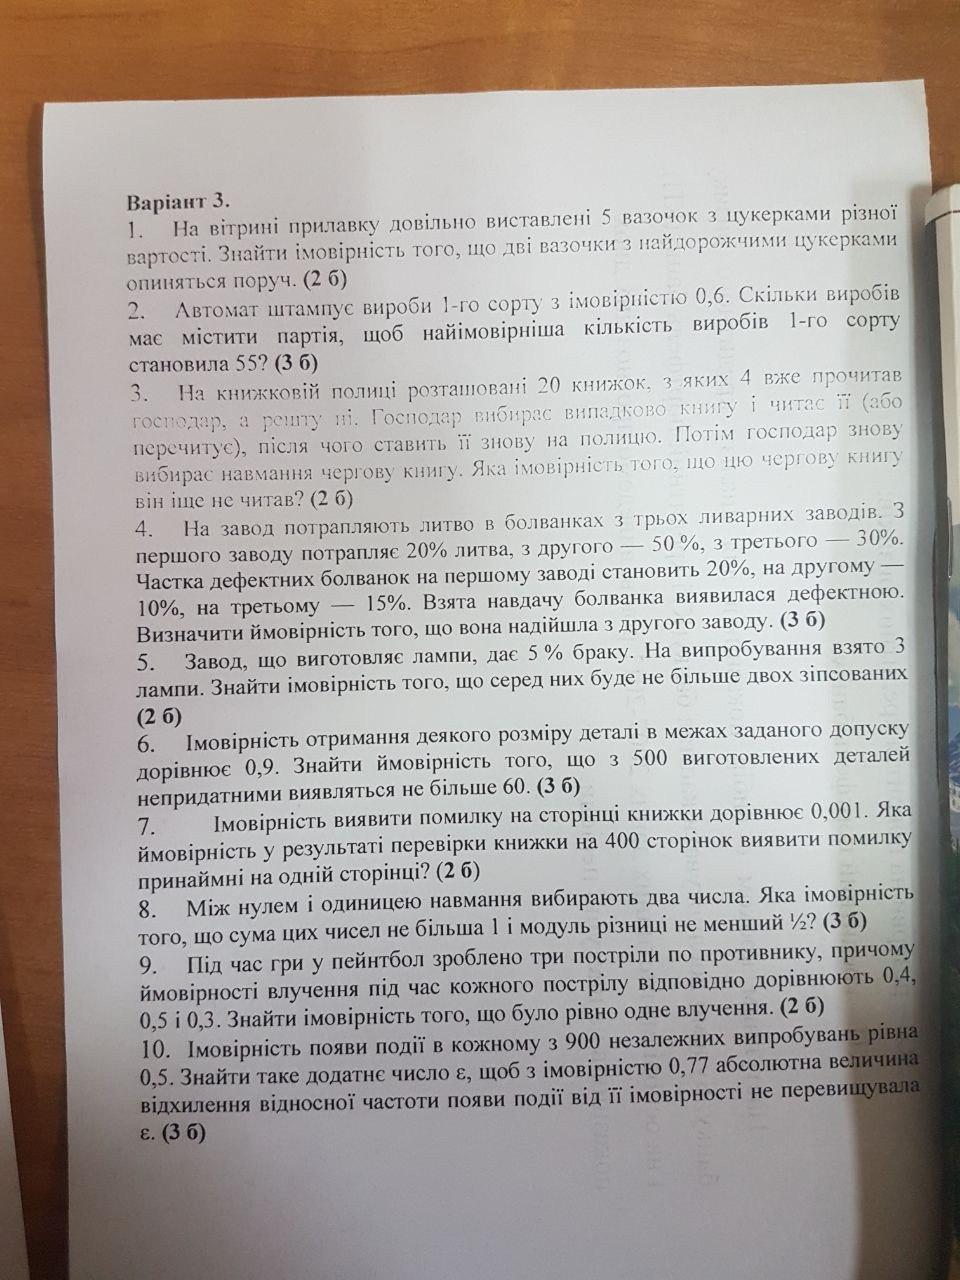 Варіант 3.
1. На вітрині прилавку довільно виставлені 5 вазочок з цукерками різної
вартості. Знайти імовірність того, що дві вазочки з найдорожчими цукерками
опиняться поруч. (2 б)
2. Автомат штампує вироби 1-го сорту з імовірністю 0,6. Скільки виробів
має містити партія, щоб найімовірніша кількість виробів 1-го сорту
становила 55? (3 б)
3. На книжковій полиці розташовані 20 книжок, з яких 4 вже прочитав
господар, а решту ні. Господар вибирає випадково книгу і читає її (або
перечитує), після чого ставить її знову на полицю. Потім господар знову
вибирає навмання чергову книгу. Яка імовірність того, що цю чергову книгу
він іще не читав? (2 б)
4. На завод потрапляють литво в болванках з трьох ливарних заводів. З
першого заводу потрапляє 20% литва, з другого — 50 %, з третього — 30%.
Частка дефектних болванок на першому заводі становить 20%, на другому —
10%, на третьому — 15%. Взята навдачу болванка виявилася дефектною.
Визначити ймовірність того, що вона надійшла з другого заводу. (3 б)
5. Завод, що виготовляє лампи, дає 5 % браку. На випробування взято 3
лампи. Знайти імовірність того, що серед них буде не більше двох зіпсованих
(2 б)
6. Імовірність отримання деякого розміру деталі в межах заданого допуску
дорівнює 0,9. Знайти ймовірність того, що з 500 виготовлених деталей
непридатними виявляться не більше 60. (3 б)
7. Імовірність виявити помилку на сторінці книжки дорівнює 0,001. Яка
ймовірність у результаті перевірки книжки на 400 сторінок виявити помилку
принаймні на одній сторінці? (2 б)
8. Між нулем і одиницею навмання вибирають два числа. Яка імовірність
того, що сума цих чисел не більша 1 і модуль різниці не менший ½? (3 б)
9. Під час гри у пейнтбол зроблено три постріли по противнику, причому
ймовірності влучення під час кожного пострілу відповідно дорівнюють 0,4,
0,5 і 0,3. Знайти імовірність того, що було рівно одне влучення. (2 б)
10. Імовірність появи події в кожному з 900 незалежних випробувань рівна
0,5. Знайти таке додатнє число ε, щоб з імовірністю 0,77 абсолютна величина
відхилення відносної частоти появи події від її імовірності не перевищувала
ε. (3 б)